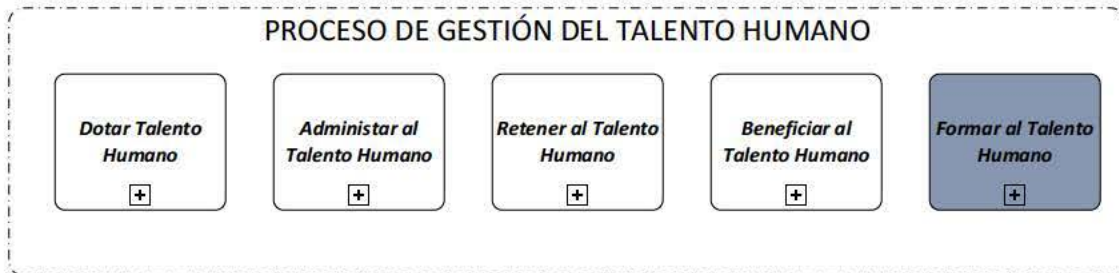 PROCESO DE GESTIÓN DEL TALENTO HUMANO
Dotar Talento
Humano
Administar al
Talento Humano
Retener al Talento
Humano
Beneficiar al
Talento Humano
Formar al Talento
Humano